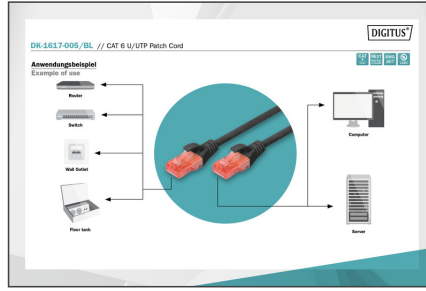 DIGITUS®
DK-1617-005/BL // CAT 6 U/UTP Patch Cord
Anwendungsbeispiel
Example of use
Router
Switch
Wall Outlet
Floor tank
Computer
Server